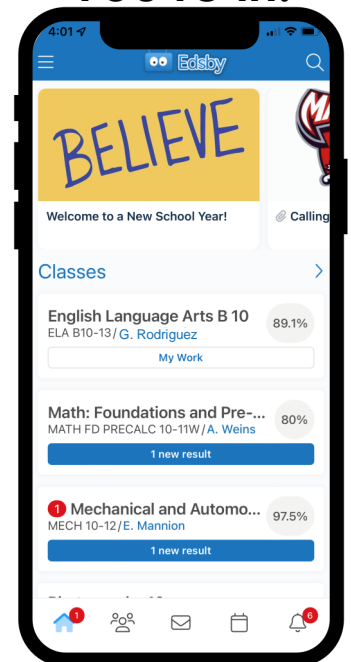 4:01
Edsby
BELIEVE
Welcome to a New School Year!
Calling
Classes
English Language Arts B 10
ELA B10-13/G. Rodriguez
89.1%
My Work
Math: Foundations and Pre-...
MATH FD PRECALC 10-11W/A. Weins
80%
1 new result
1 Mechanical and Automo...
MECH 10-12/E. Mannion
97.5%
1 new result
1
6